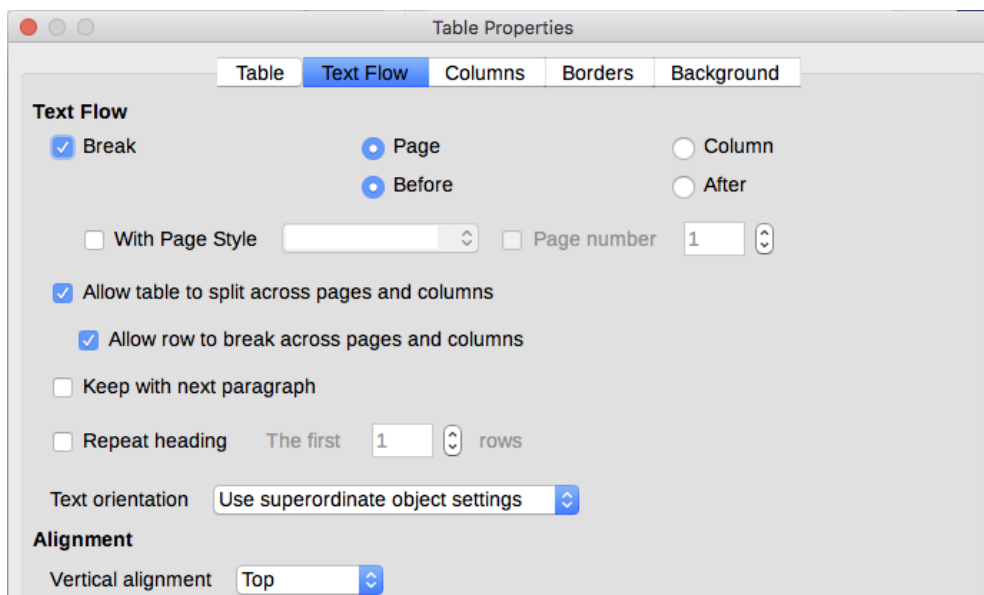 Table Properties
Table Text Flow Columns Borders Background
Text Flow
Break Page Column
Before After
With Page Style Page number 1
Allow table to split across pages and columns
Allow row to break across pages and columns
Keep with next paragraph
Repeat heading The first 1 rows
Text orientation Use superordinate object settings
Alignment
Vertical alignment Top